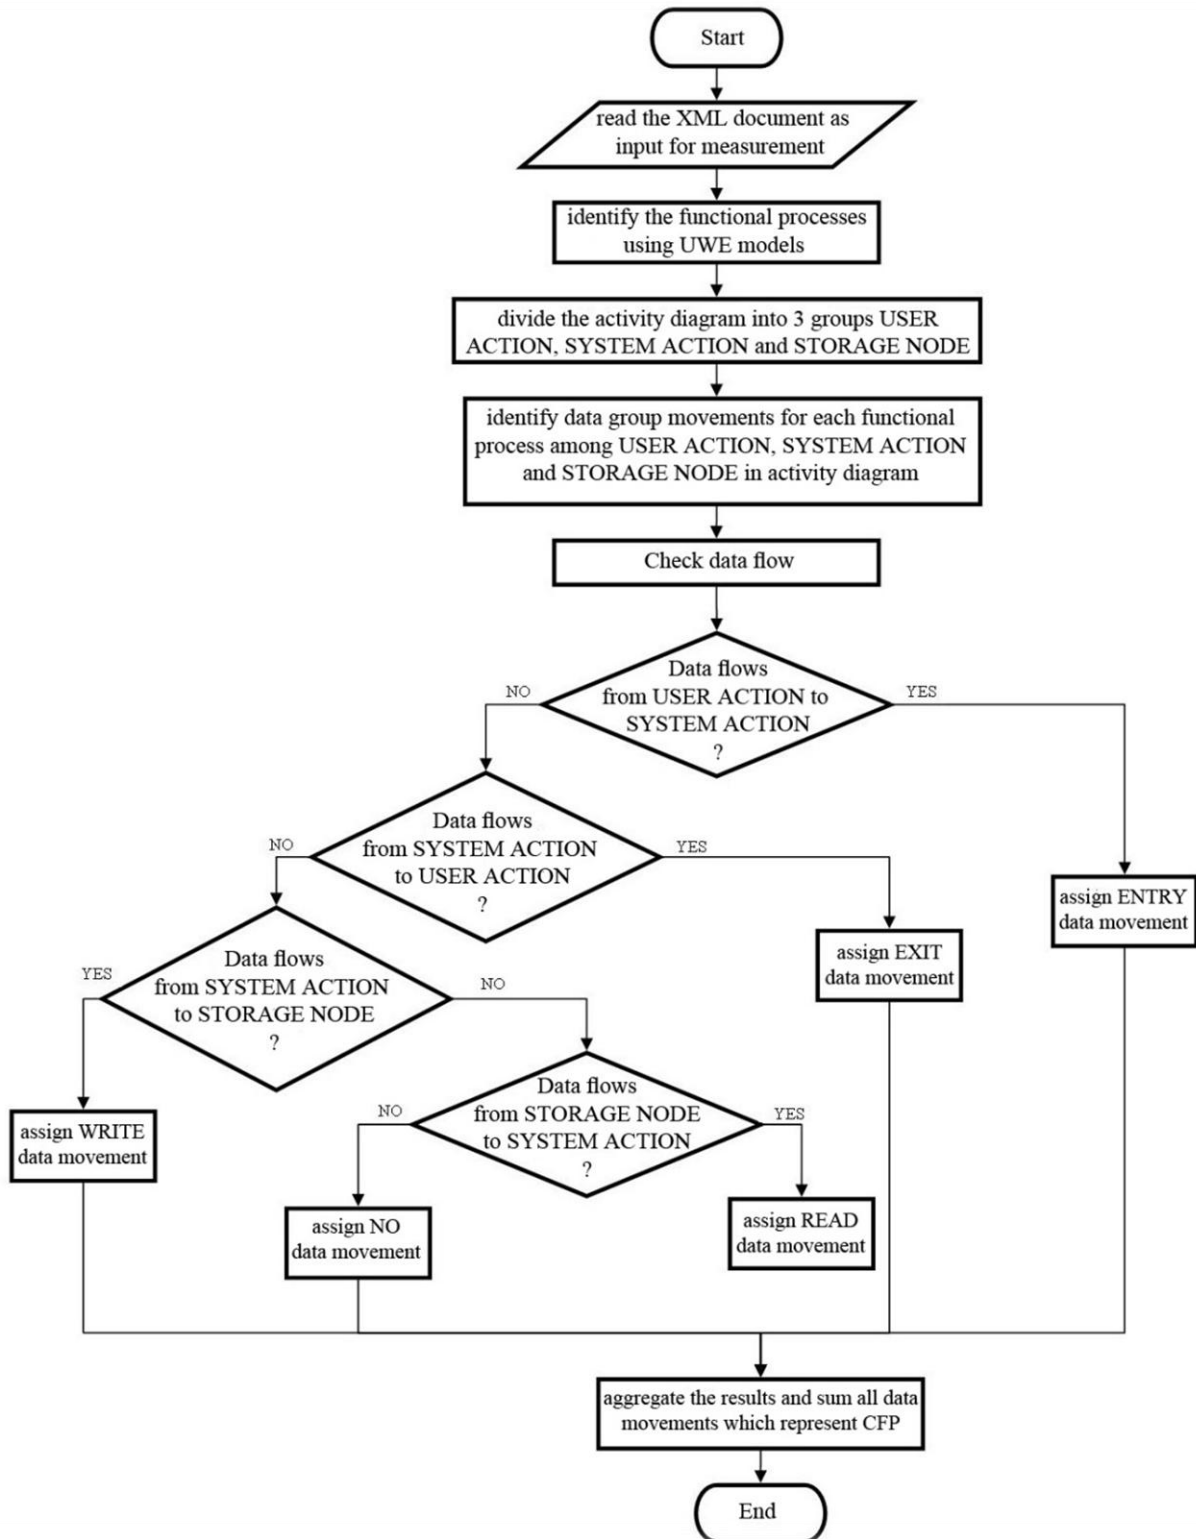 Start
read the XML document as
input for measurement
identify the functional processes
using UWE models
divide the activity diagram into 3 groups USER
ACTION, SYSTEM ACTION and STORAGE NODE
identify data group movements for each functional
process among USER ACTION, SYSTEM ACTION
and STORAGE NODE in activity diagram
Check data flow
Data flows
from USER ACTION to
SYSTEM ACTION
?
NO
YES
Data flows
from SYSTEM ACTION
to USER ACTION
?
NO
YES
assign ENTRY
data movement
assign EXIT
data movement
Data flows
from SYSTEM ACTION
to STORAGE NODE
?
YES
NO
Data flows
from STORAGE NODE
to SYSTEM ACTION
?
NO
YES
assign WRITE
data movement
assign NO
data movement
assign READ
data movement
aggregate the results and sum all data
movements which represent CFP
End